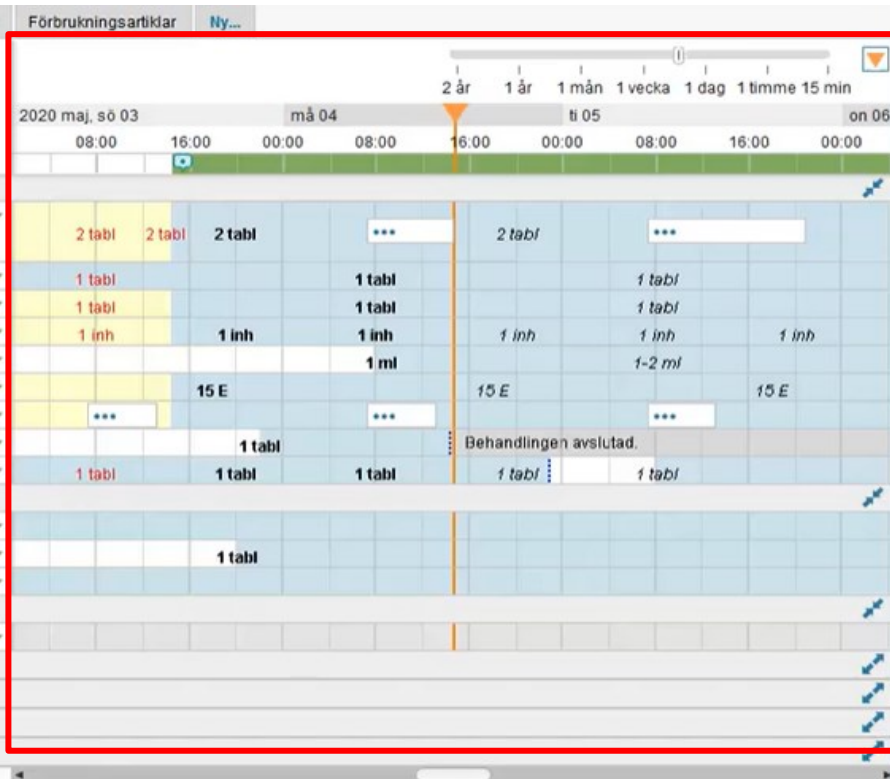 Förbrukningsartiklar Ny...
2 år 1 år 1 mån 1 vecka 1 dag 1 timme 15 min
2020 maj, sö 03 må 04 ti 05 on 06
08:00 16:00 00:00 08:00 16:00 00:00 08:00 16:00 00:00
2 tabl 2 tabl 2 tabl ••• 2 tabl •••
1 tabl 1 tabl 1 tabl
1 tabl 1 tabl 1 tabl
1 inh 1 inh 1 inh 1 inh 1 inh 1 inh
1 ml 1-2 ml
15 E 15 E 15 E
••• ••• •••
1 tabl Behandlingen avslutad.
1 tabl 1 tabl 1 tabl 1 tabl 1 tabl
1 tabl